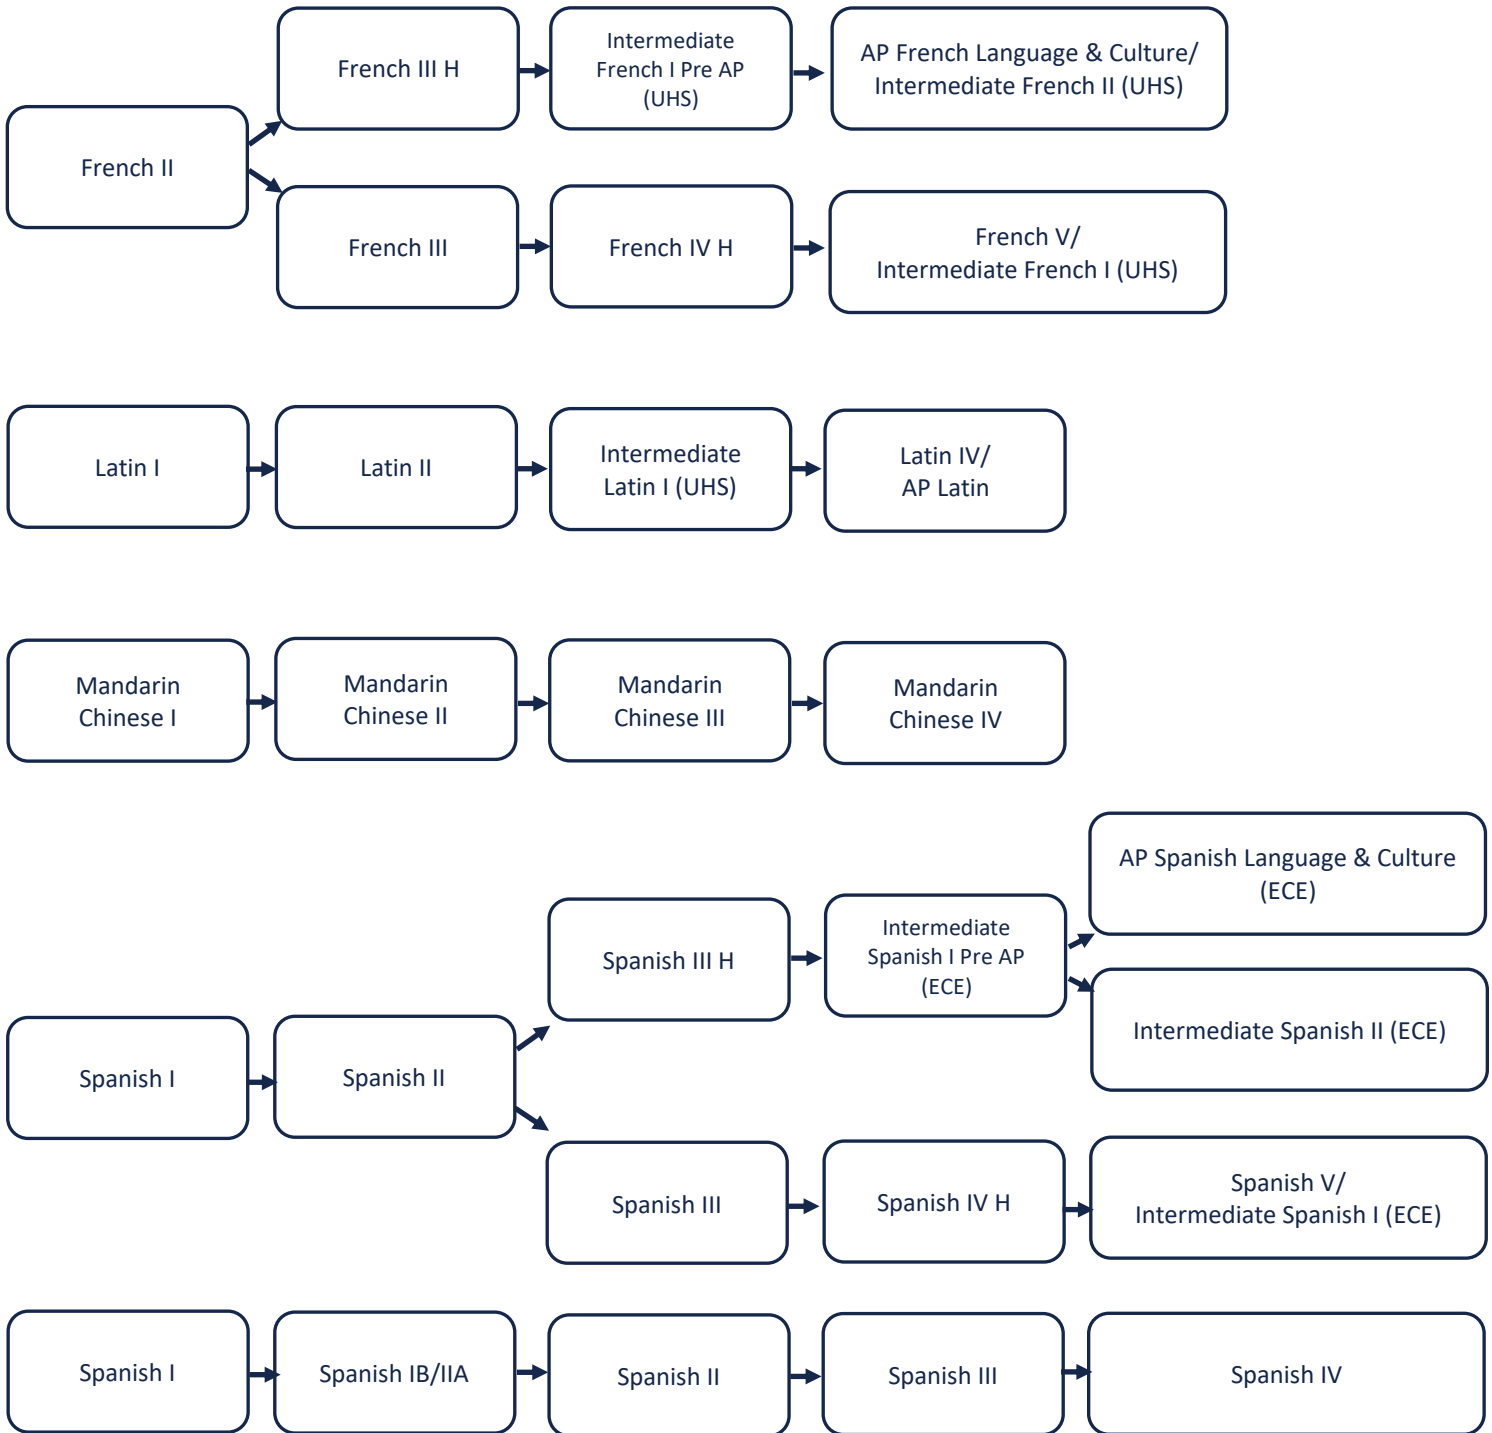 French III H
Intermediate
French I Pre AP
(UHS)
AP French Language & Culture/
Intermediate French II (UHS)
French II
French III
French IV H
French V/
Intermediate French I (UHS)
Latin I
Latin II
Intermediate
Latin I (UHS)
Latin IV/
AP Latin
Mandarin
Chinese I
Mandarin
Chinese II
Mandarin
Chinese III
Mandarin
Chinese IV
AP Spanish Language & Culture
(ECE)
Spanish III H
Intermediate
Spanish I Pre AP
(ECE)
Intermediate Spanish II (ECE)
Spanish I
Spanish II
Spanish III
Spanish IV H
Spanish V/
Intermediate Spanish I (ECE)
Spanish I
Spanish IB/IIA
Spanish II
Spanish III
Spanish IV